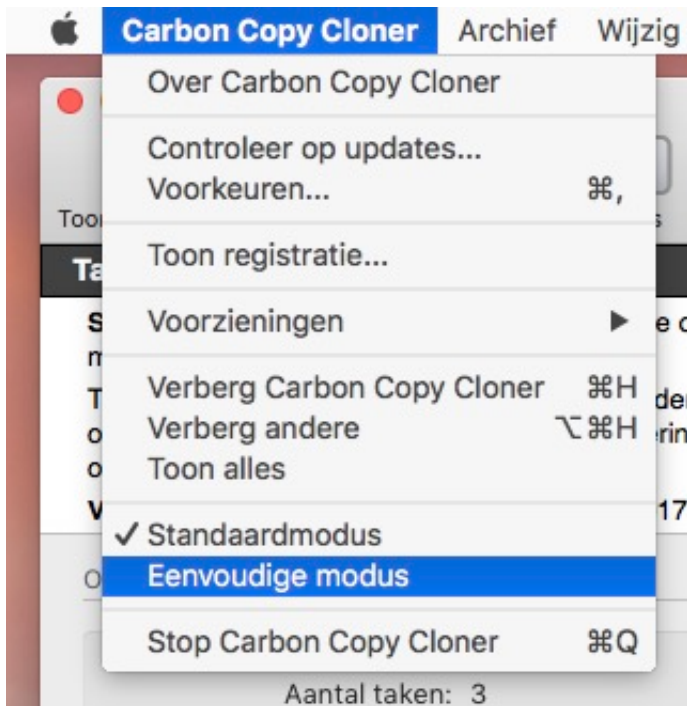 Carbon Copy Cloner Archief Wijzig
Over Carbon Copy Cloner
Controleer op updates...
Voorkeuren... ⌘,
Toon registratie...
Voorzieningen ▶
Verberg Carbon Copy Cloner ⌘H
Verberg andere ⌥⌘H
Toon alles
✓ Standaardmodus
Eenvoudige modus
Stop Carbon Copy Cloner ⌘Q
Aantal taken: 3